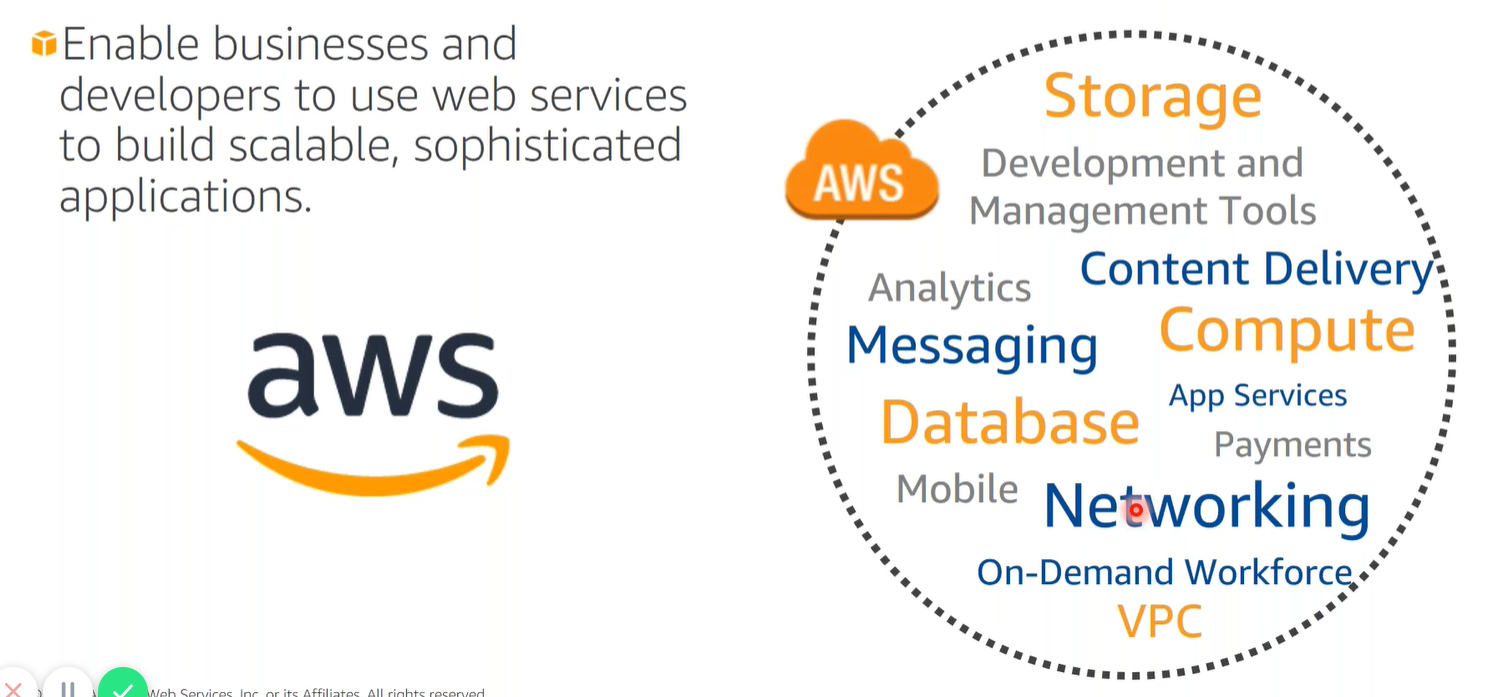 Enable businesses and
developers to use web services
to build scalable, sophisticated
applications.
aws
AWS
Storage
Development and
Management Tools
Content Delivery
Analytics
Compute
Messaging
App Services
Database
Payments
Mobile
Networking
On-Demand Workforce
VPC
Web Services, Inc. or its Affiliates. All rights reserved